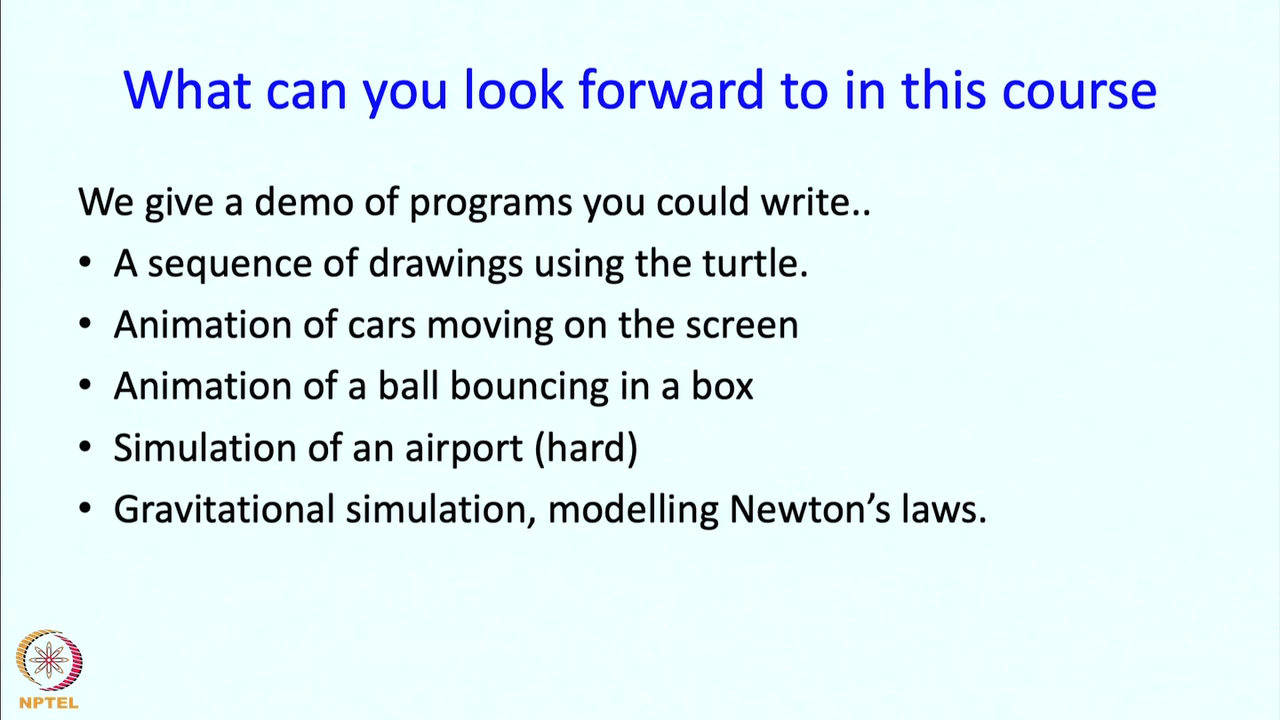 What can you look forward to in this course
We give a demo of programs you could write..
• A sequence of drawings using the turtle.
• Animation of cars moving on the screen
• Animation of a ball bouncing in a box
• Simulation of an airport (hard)
• Gravitational simulation, modelling Newton’s laws.
NPTEL